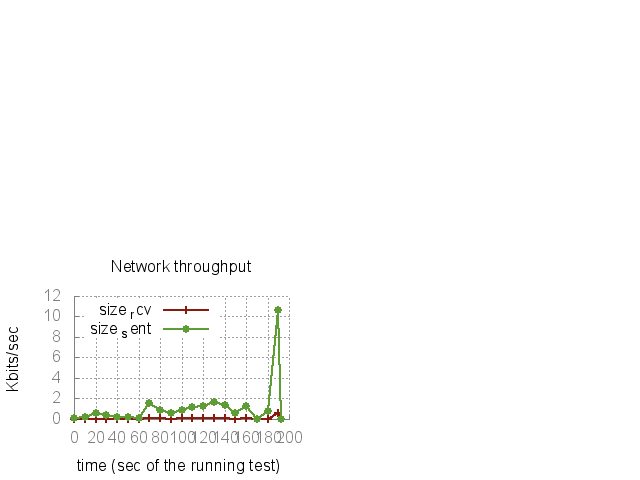 Network throughput
12
10
8
6
4
2
0
size rcv
size sent
Kbits/sec
0 20 40 60 80 100 120 140 160 180 200
time (sec of the running test)